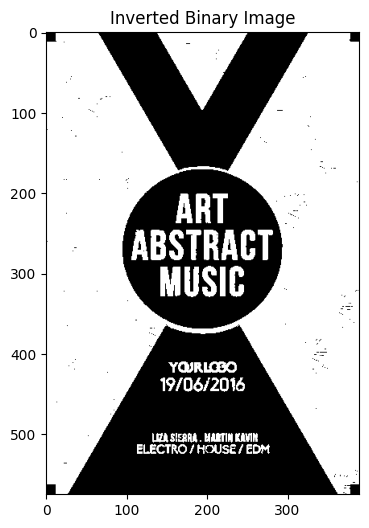 Inverted Binary Image
0
100
200
300
400
500
ART
ABSTRACT
MUSIC
YOURLOGO
19/06/2016
LIZA SIERRA . MARTIN KAVIN
ELECTRO / HOUSE / EDM
0 100 200 300